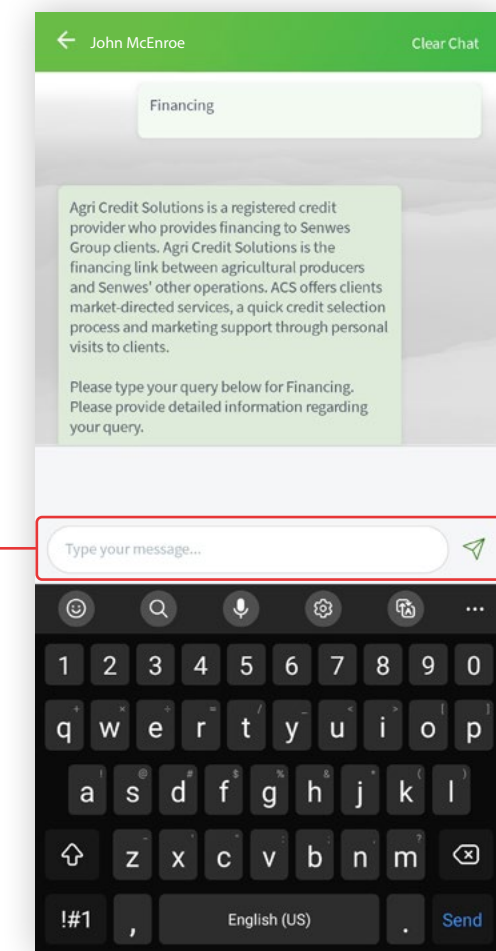 John McEnroe Clear Chat
Financing
Agri Credit Solutions is a registered credit
provider who provides financing to Senwes
Group clients. Agri Credit Solutions is the
financing link between agricultural producers
and Senwes' other operations. ACS offers clients
market-directed services, a quick credit selection
process and marketing support through personal
visits to clients.
Please type your query below for Financing.
Please provide detailed information regarding
your query.
Type your message...
1 2 3 4 5 6 7 8 9 0
+ × ÷ = / _ < > [ ]
q w e r t y u i o p
! @ # $ % ^ & * ( )
a s d f g h j k l
- ' " : ; , ?
z x c v b n m
!#1 , English (US) . Send